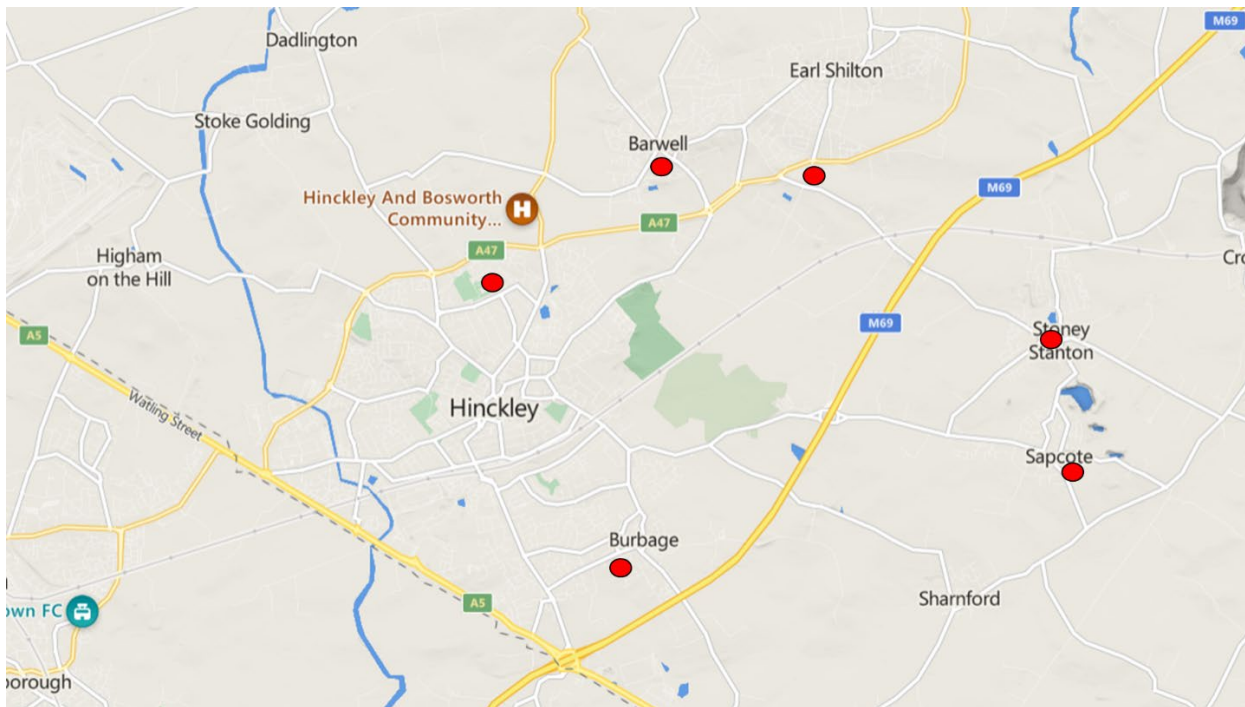 Dadlington
M69
Earl Shilton
Stoke Golding
Barwell
M69
Hinckley And Bosworth
Community...
A47
A47
Higham
on the Hill
Cro
A5
M69
Stoney
Stanton
Watling Street
Hinckley
Sapcote
Burbage
Sharnford
A5
own FC
borough